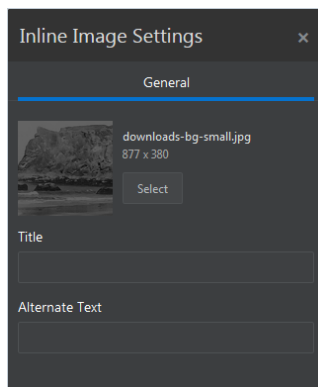 Inline Image Settings ×
General
downloads-bg-small.jpg
877 x 380
Select
Title
Alternate Text